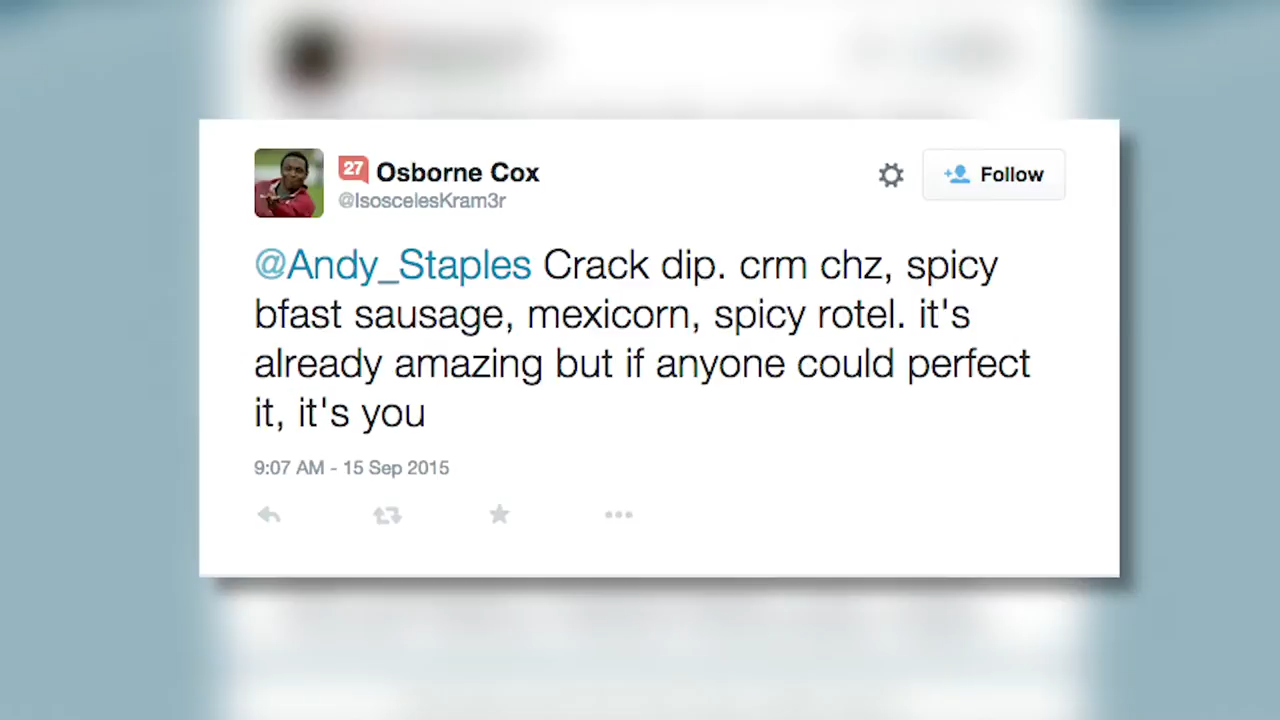 27 Osborne Cox
@IsoscelesKram3r
Follow
@Andy_Staples Crack dip. crm chz, spicy
bfast sausage, mexicorn, spicy rotel. it's
already amazing but if anyone could perfect
it, it's you
9:07 AM - 15 Sep 2015